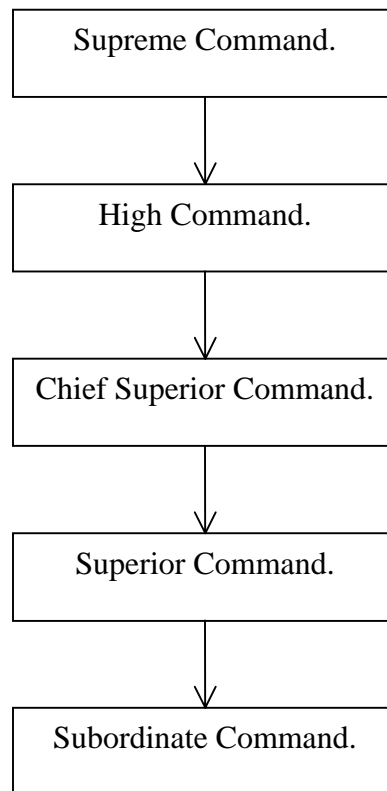 Supreme Command.
High Command.
Chief Superior Command.
Superior Command.
Subordinate Command.